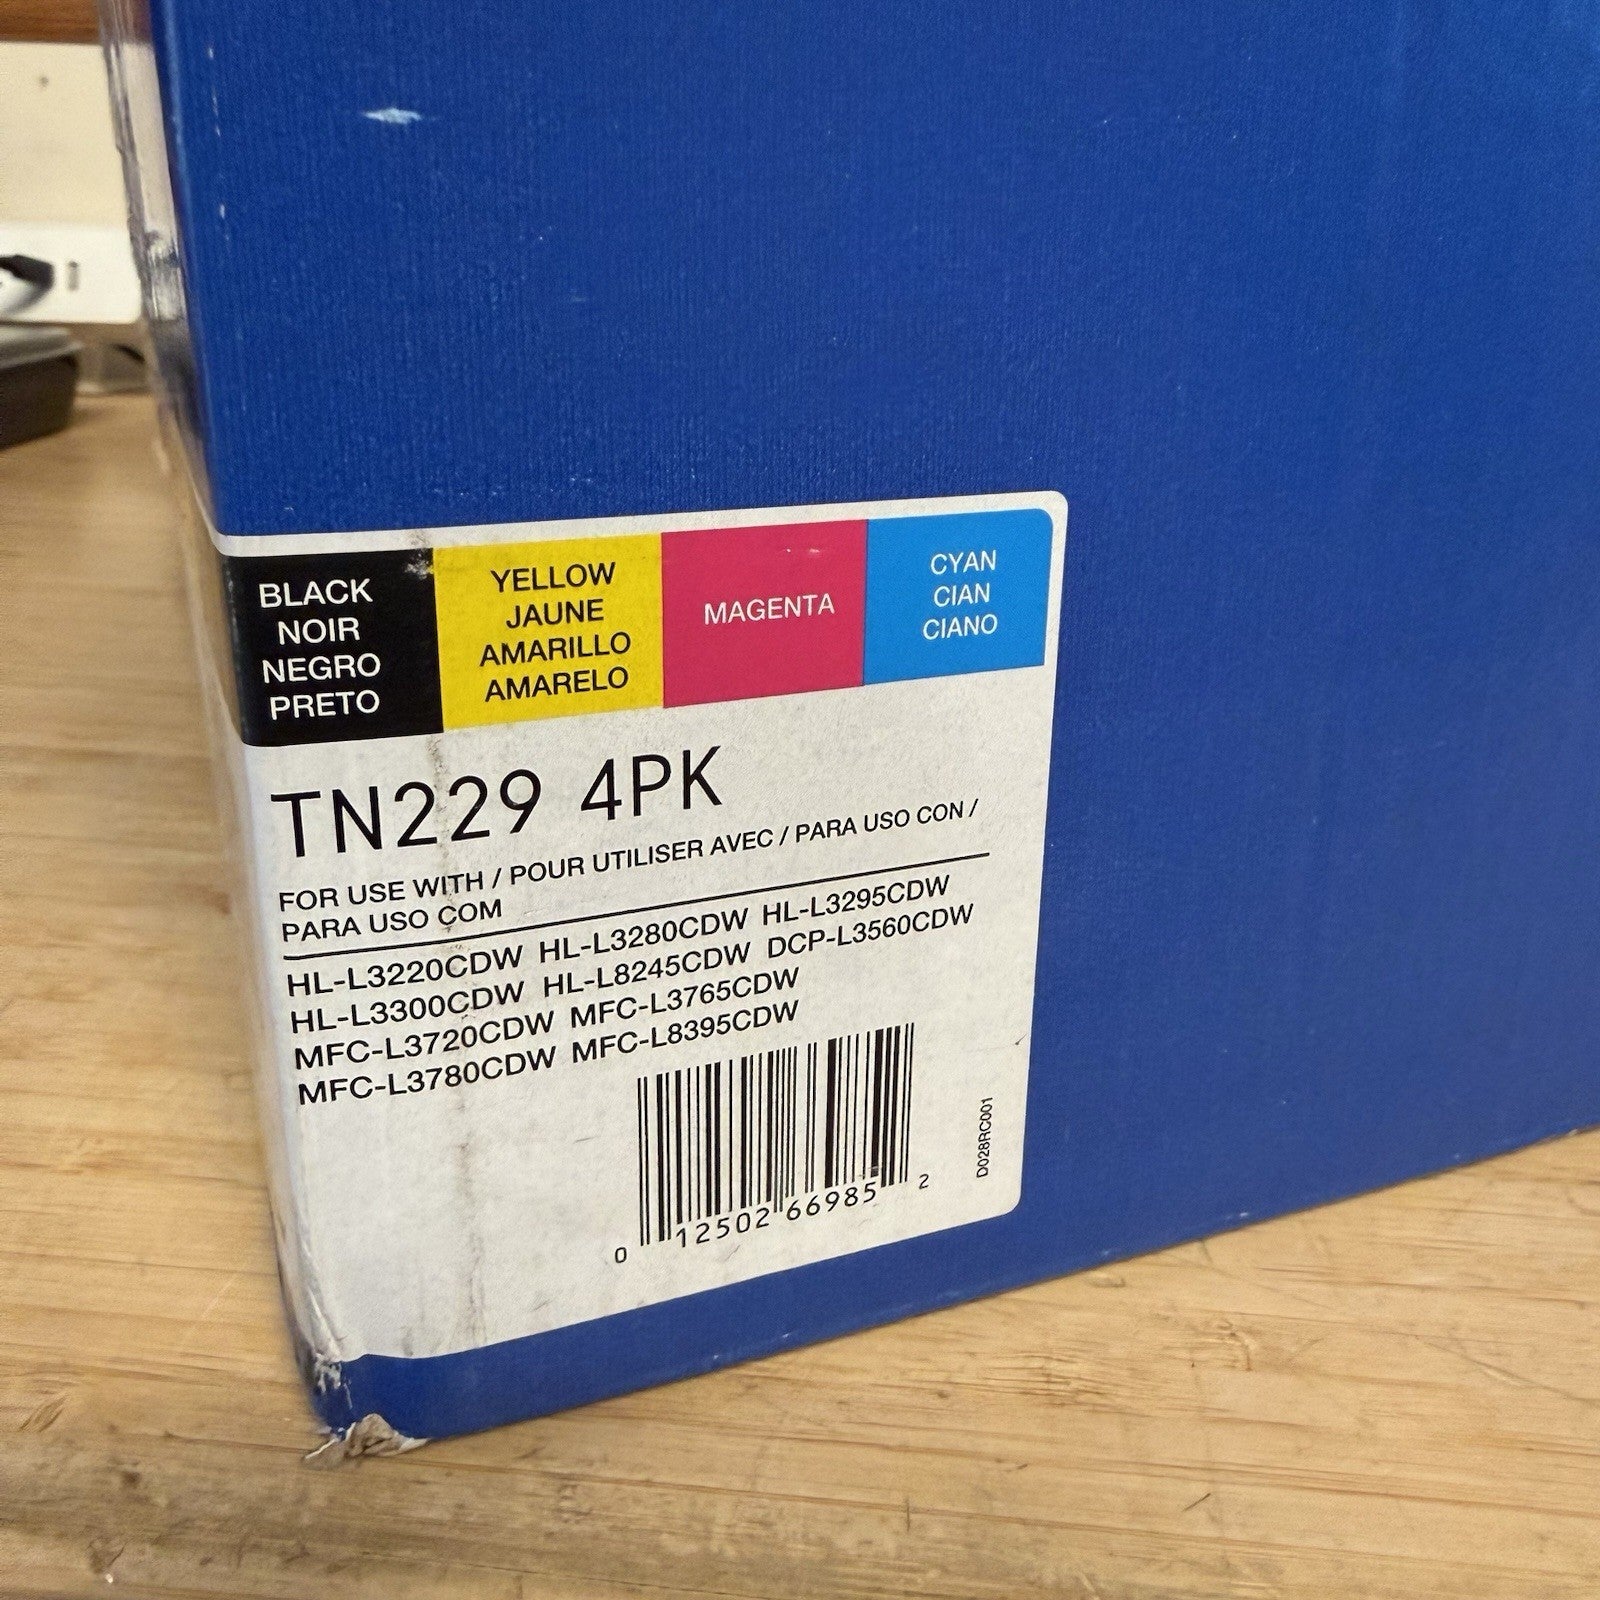 BLACK
NOIR
NEGRO
PRETO
YELLOW
JAUNE
AMARILLO
AMARELO
MAGENTA
CYAN
CIAN
CIANO
TN229 4PK
FOR USE WITH / POUR UTILISER AVEC / PARA USO CON /
PARA USO COM
HL-L3220CDW HL-L3280CDW HL-L3295CDW
HL-L3300CDW HL-L8245CDW DCP-L3560CDW
MFC-L3720CDW MFC-L3765CDW
MFC-L3780CDW MFC-L8395CDW
0 12502 66985 2
D028RC001